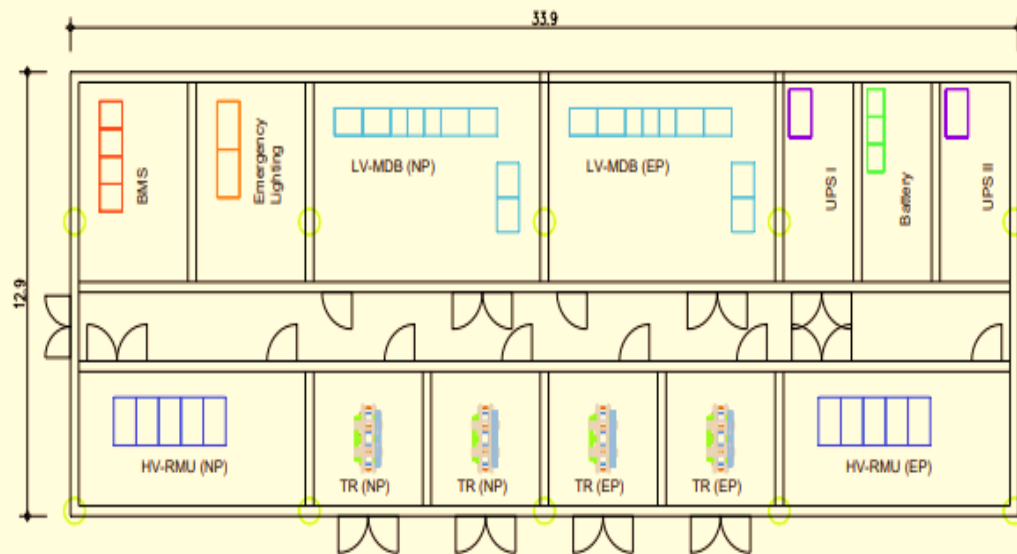 33.9
12.9
BMS
Emergency
Lighting
LV-MDB (NP)
LV-MDB (EP)
UPS I
Battery
UPS II
HV-RMU (NP)
TR (NP)
TR (NP)
TR (EP)
TR (EP)
HV-RMU (EP)